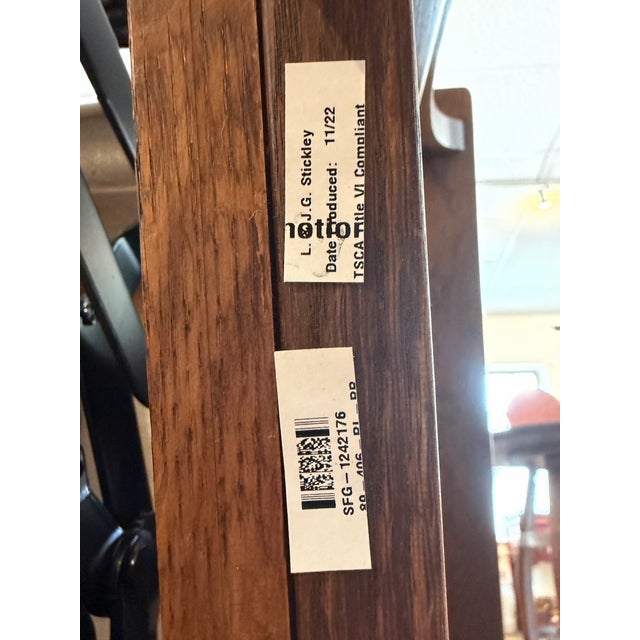 L. & J.G. Stickley
Date Produced: 11/22
TSCA Title VI Compliant
SFG-1242176